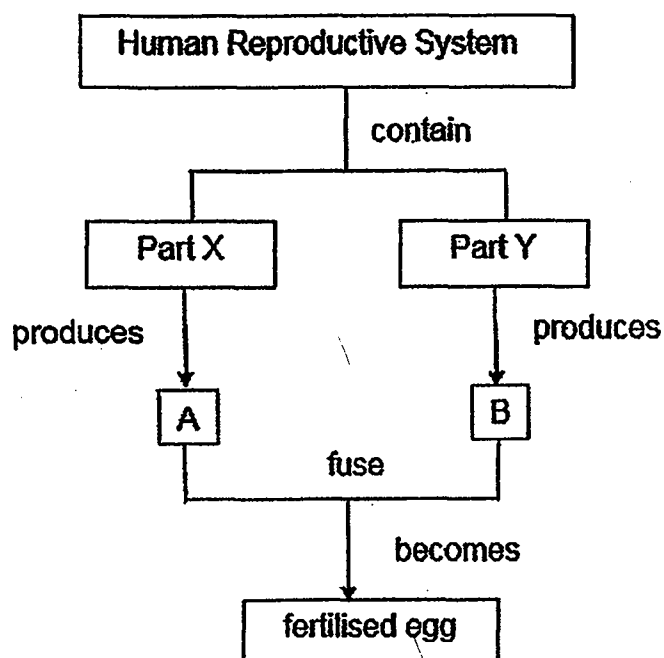 Human Reproductive System
contain
Part X
Part Y
produces
produces
A
B
fuse
becomes
fertilised egg